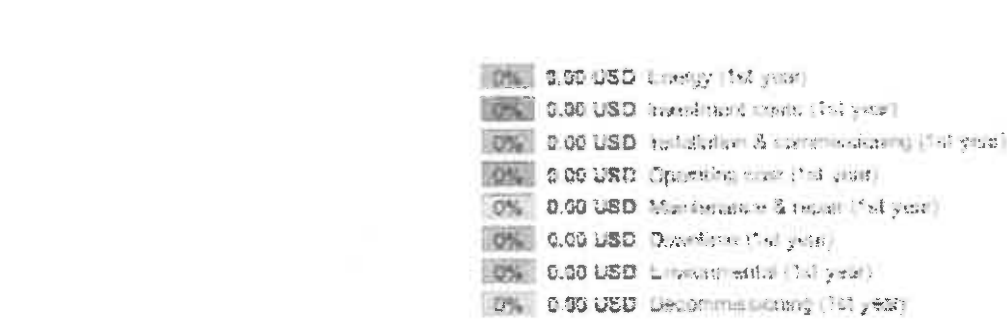 0% 0.00 USD Energy (1st year)
0% 0.00 USD Investment costs (1st year)
0% 0.00 USD Installation & commissioning (1st year)
0% 0.00 USD Operating cost (1st year)
0% 0.00 USD Maintenance & repair (1st year)
0% 0.00 USD Downtime (1st year)
0% 0.00 USD Environmental (1st year)
0% 0.00 USD Decommissioning (1st year)